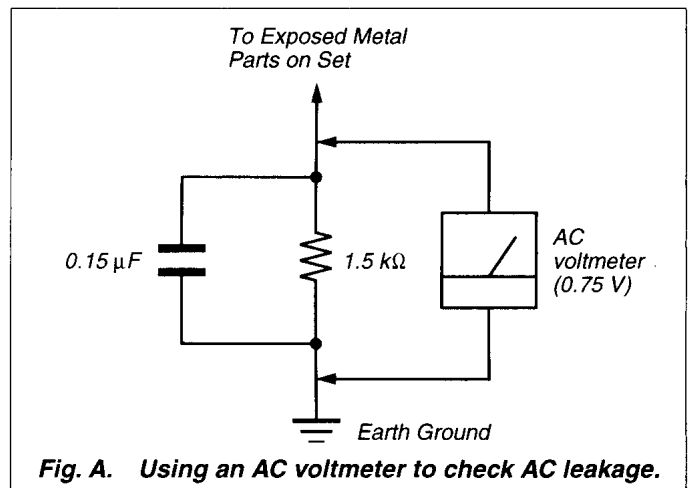 To Exposed Metal
Parts on Set
0.15 µF
1.5 kΩ
AC
voltmeter
(0.75 V)
Earth Ground
Fig. A. Using an AC voltmeter to check AC leakage.